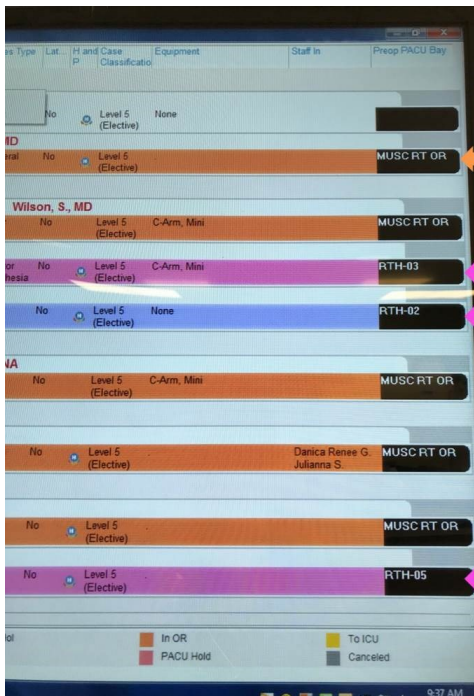 es Type Lat... H and P Case Classificatio Equipment Staff In Preop PACU Bay
No Level 5 (Elective) None
MD
eral No Level 5 (Elective) MUSC RT OR
Wilson, S., MD
No Level 5 (Elective) C-Arm, Mini MUSC RT OR
or hesia No Level 5 (Elective) C-Arm, Mini RTH-03
No Level 5 (Elective) None RTH-02
NA
No Level 5 (Elective) C-Arm, Mini MUSC RT OR
No Level 5 (Elective) Danica Renee G. Julianna S. MUSC RT OR
No Level 5 (Elective) MUSC RT OR
No Level 5 (Elective) RTH-05
In OR To ICU
PACU Hold Canceled
9:37 AM